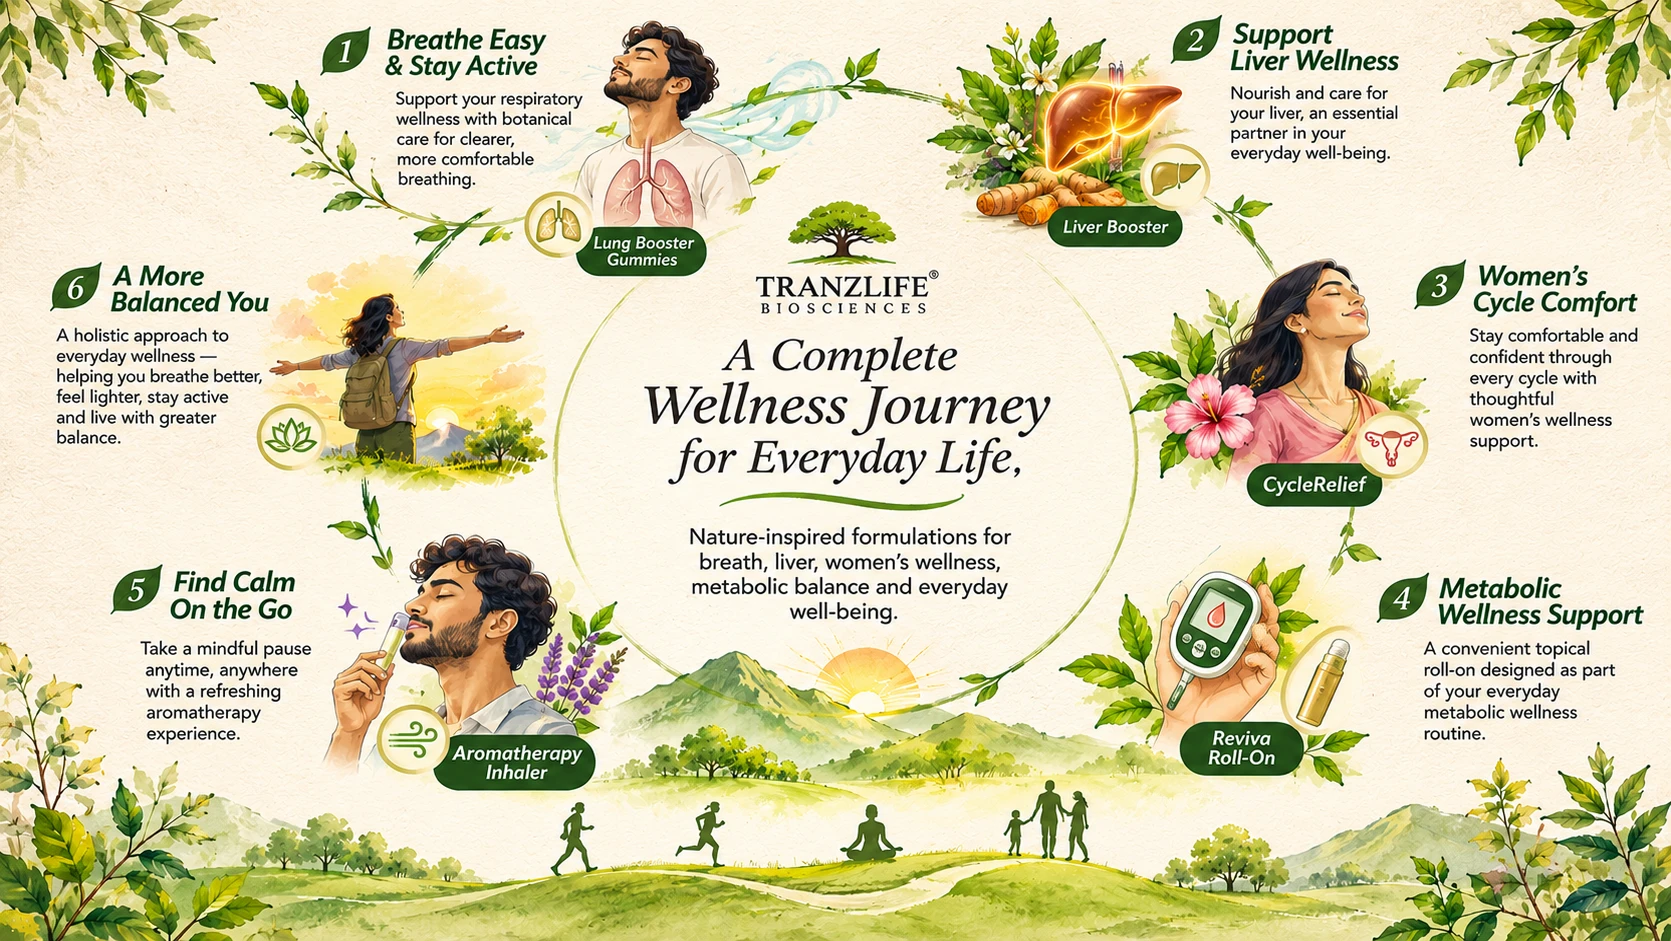 TRANZLIFE®
BIOSCIENCES
A Complete
Wellness Journey
for Everyday Life,
Nature-inspired formulations for
breath, liver, women's wellness,
metabolic balance and everyday
well-being.
1
Breathe Easy
& Stay Active
Support your respiratory
wellness with botanical
care for clearer,
more comfortable
breathing.
Lung Booster
Gummies
2
Support
Liver Wellness
Nourish and care for
your liver, an essential
partner in your
everyday well-being.
Liver Booster
3
Women's
Cycle Comfort
Stay comfortable and
confident through
every cycle with
thoughtful
women's wellness
support.
CycleRelief
4
Metabolic
Wellness Support
A convenient topical
roll-on designed as part
of your everyday
metabolic wellness
routine.
Reviva
Roll-On
5
Find Calm
On the Go
Take a mindful pause
anytime, anywhere
with a refreshing
aromatherapy
experience.
Aromatherapy
Inhaler
6
A More
Balanced You
A holistic approach to
everyday wellness —
helping you breathe better,
feel lighter, stay active
and live with greater
balance.